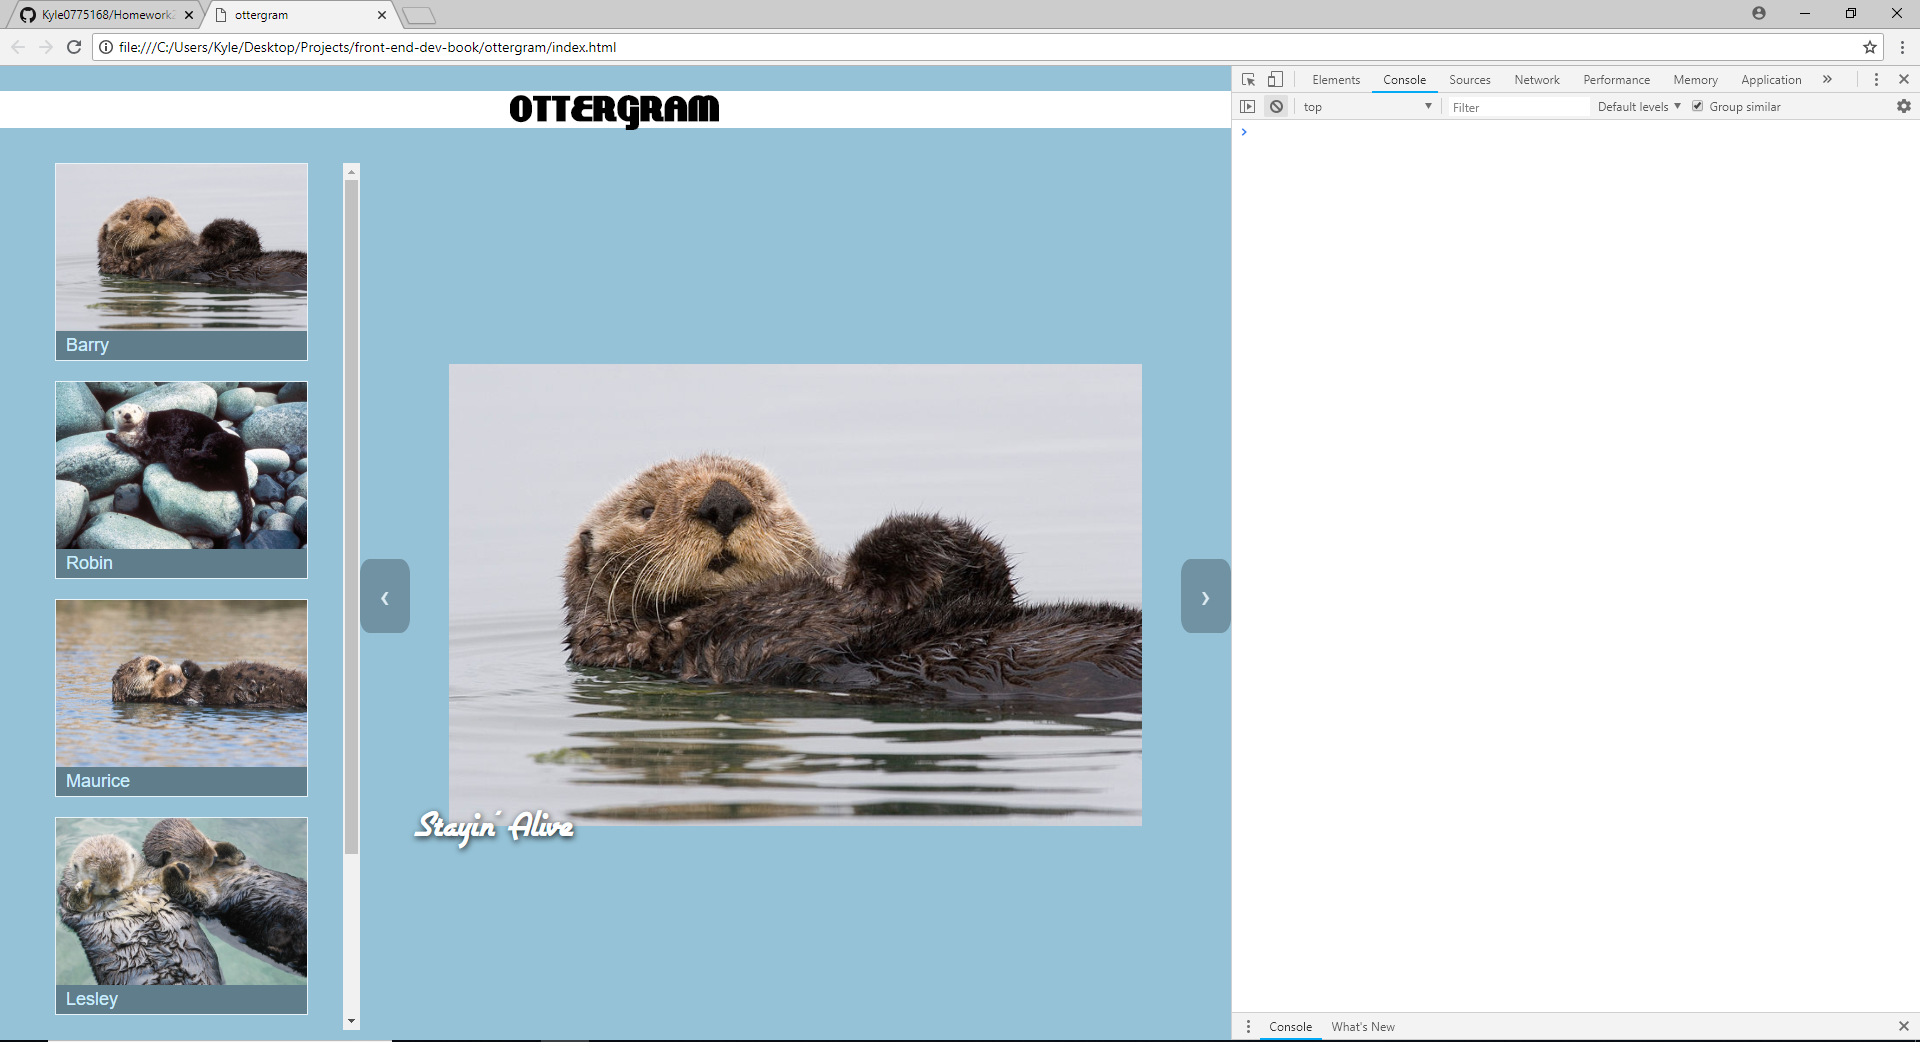 Kyle0775168/Homework2
ottergram
file:///C:/Users/Kyle/Desktop/Projects/front-end-dev-book/ottergram/index.html
Elements Console Sources Network Performance Memory Application »
top Filter Default levels Group similar
OTTERGRAM
Barry
Robin
Maurice
Lesley
‹ ›
Stayin' Alive
Console What's New